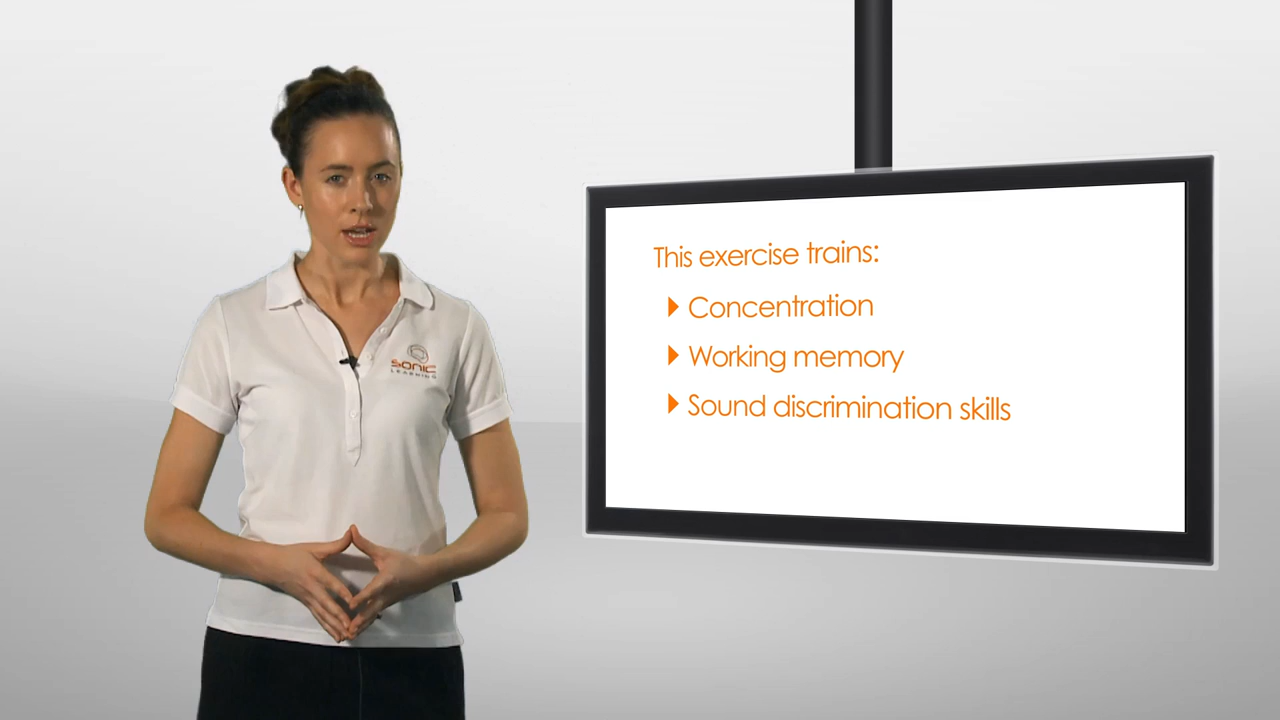 SONIC
LEARNING
This exercise trains:
Concentration
Working memory
Sound discrimination skills